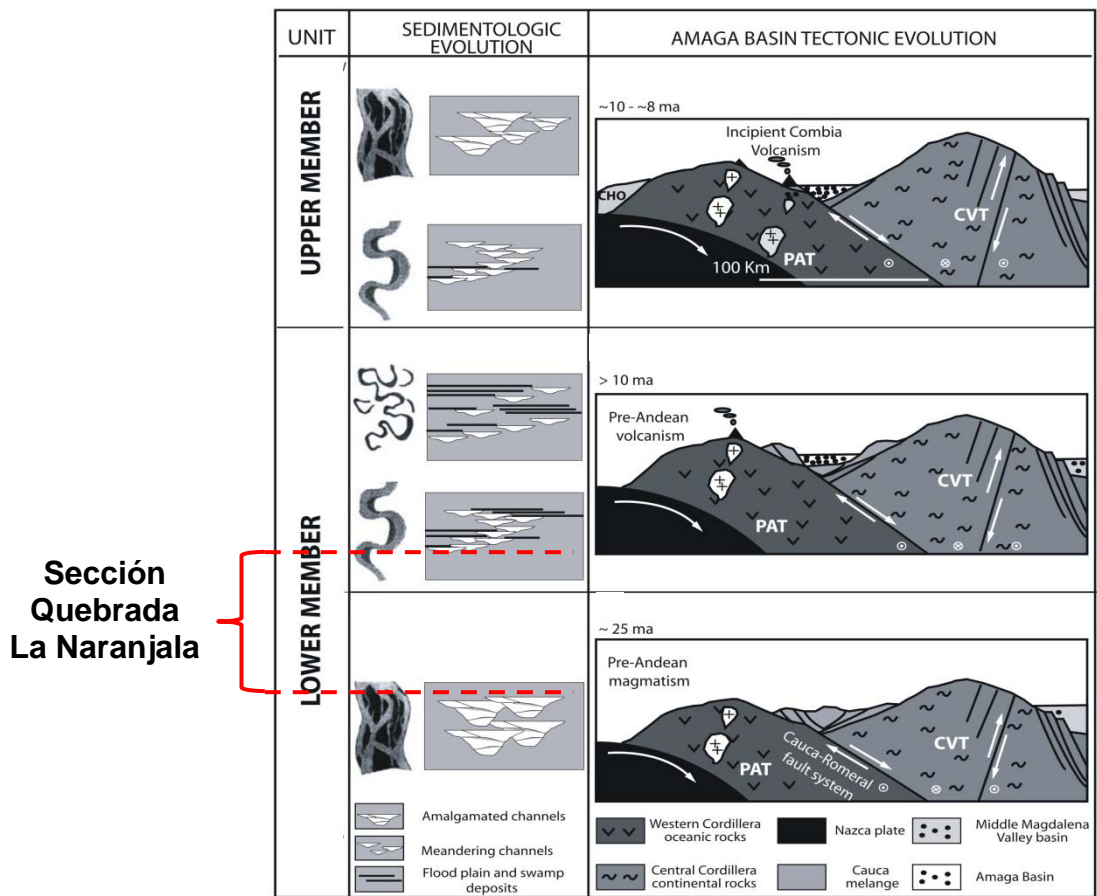 UNIT
SEDIMENTOLOGIC
EVOLUTION
AMAGA BASIN TECTONIC EVOLUTION
UPPER MEMBER
~10 - ~8 ma
Incipient Combia
Volcanism
CHO
CVT
PAT
100 Km
LOWER MEMBER
> 10 ma
Pre-Andean
volcanism
CVT
PAT
Sección
Quebrada
La Naranjala
~ 25 ma
Pre-Andean
magmatism
CVT
PAT
Cauca-Romeral
fault system
Amalgamated channels
Meandering channels
Flood plain and swamp
deposits
Western Cordillera
oceanic rocks
Nazca plate
Middle Magdalena
Valley basin
Central Cordillera
continental rocks
Cauca
melange
Amaga Basin